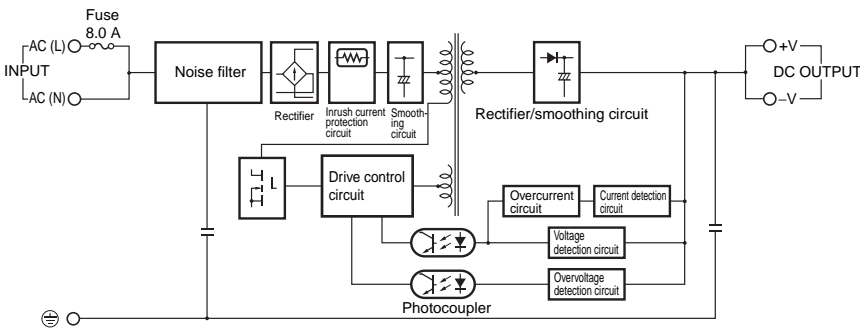 Fuse
8.0 A
AC (L)
INPUT
AC (N)
Noise filter
Rectifier
Inrush current
protection
circuit
Smooth-
ing
circuit
Rectifier/smoothing circuit
+V
DC OUTPUT
–V
Drive control
circuit
Overcurrent
circuit
Current detection
circuit
Voltage
detection circuit
Overvoltage
detection circuit
Photocoupler